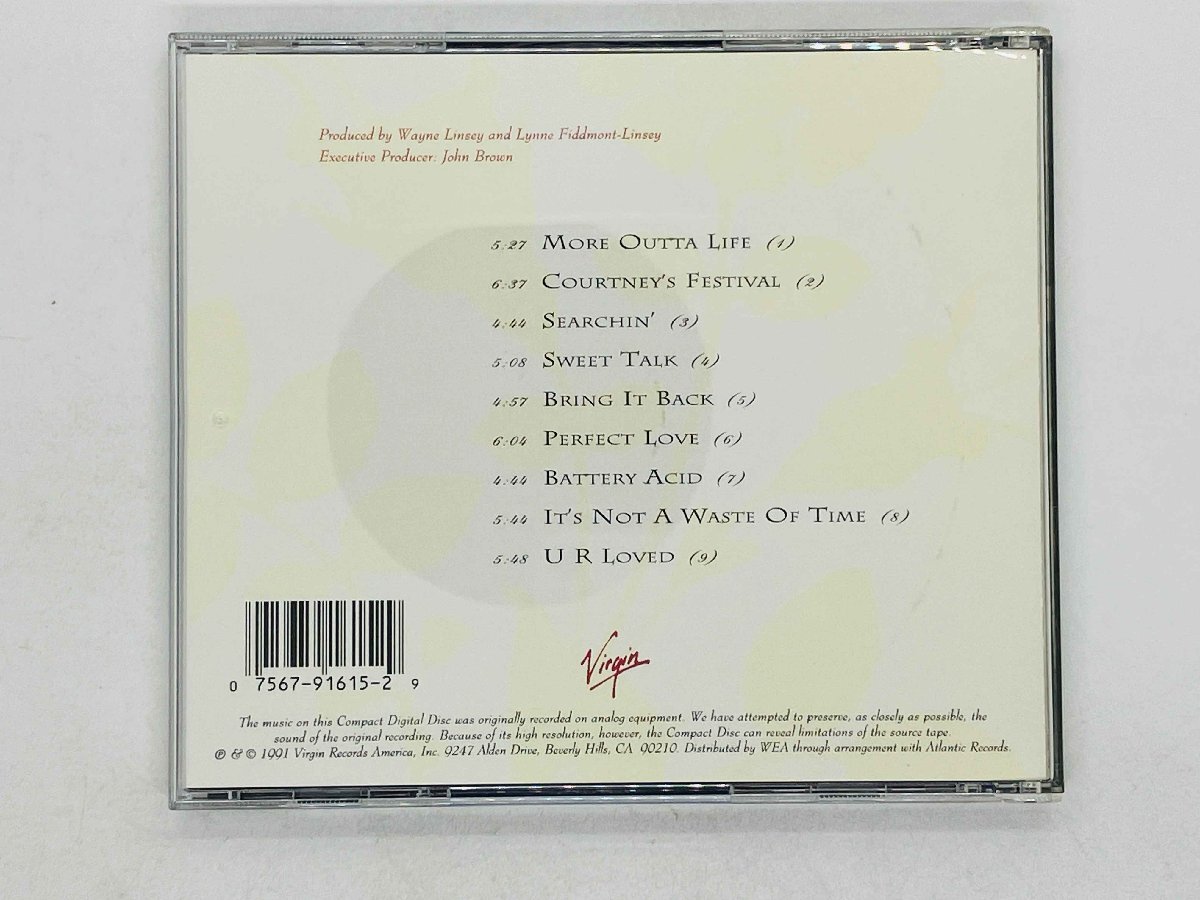 Produced by Wayne Linsey and Lynne Fiddmont-Linsey
Executive Producer: John Brown
5:27 More Outta Life (1)
6:37 Courtney's Festival (2)
4:44 Searchin' (3)
5:08 Sweet Talk (4)
4:57 Bring It Back (5)
6:04 Perfect Love (6)
4:44 Battery Acid (7)
5:44 It's Not A Waste Of Time (8)
5:48 U R Loved (9)
0 7567-91615-2 9
Virgin
The music on this Compact Digital Disc was originally recorded on analog equipment. We have attempted to preserve, as closely as possible, the
sound of the original recording. Because of its high resolution, however, the Compact Disc can reveal limitations of the source tape.
℗ & © 1991 Virgin Records America, Inc. 9247 Alden Drive, Beverly Hills, CA 90210. Distributed by WEA through arrangement with Atlantic Records.